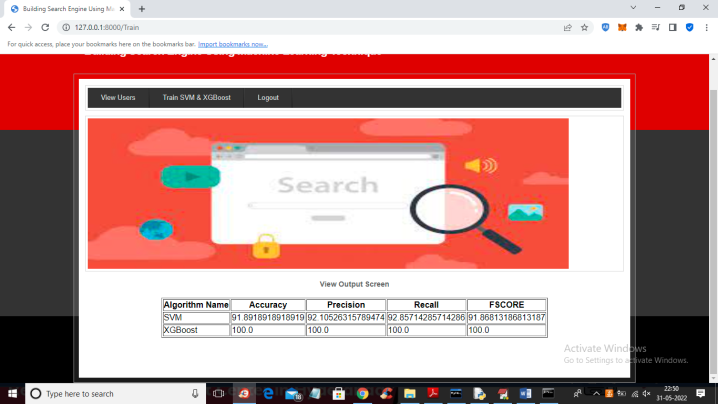 Building Search Engine Using Ma
127.0.0.1:8000/Train
For quick access, place your bookmarks here on the bookmarks bar. Import bookmarks now...
View Users Train SVM & XGBoost Logout
Search
View Output Screen
Algorithm Name Accuracy Precision Recall FSCORE
SVM 91.8918918918919 92.10526315789474 92.85714285714286 91.86813186813187
XGBoost 100.0 100.0 100.0 100.0
Activate Windows
Go to Settings to activate Windows.
Type here to search
22:50
31-05-2022